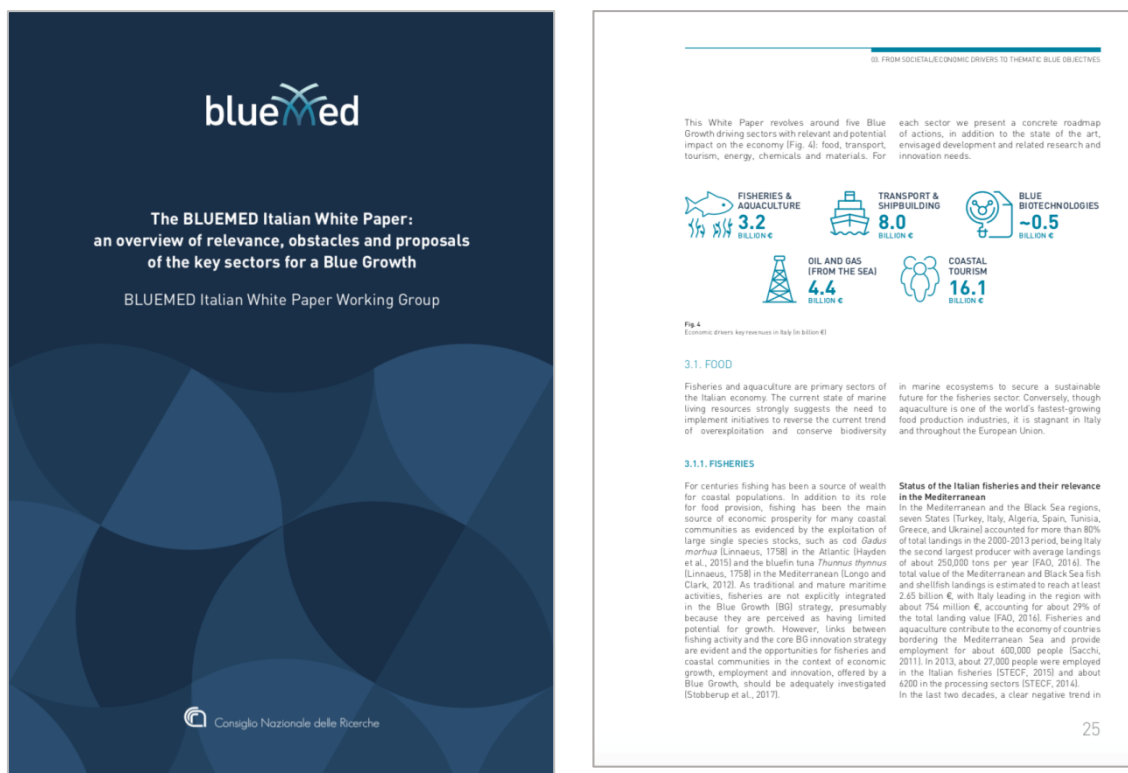 bluemed
The BLUEMED Italian White Paper:
an overview of relevance, obstacles and proposals
of the key sectors for a Blue Growth
BLUEMED Italian White Paper Working Group
Consiglio Nazionale delle Ricerche
03. FROM SOCIETAL/ECONOMIC DRIVERS TO THEMATIC BLUE OBJECTIVES
This White Paper revolves around five Blue
Growth driving sectors with relevant and potential
impact on the economy (Fig. 4): food, transport,
tourism, energy, chemicals and materials. For
each sector we present a concrete roadmap
of actions, in addition to the state of the art,
envisaged development and related research and
innovation needs.
FISHERIES &
AQUACULTURE
3.2
BILLION €
TRANSPORT &
SHIPBUILDING
8.0
BILLION €
BLUE
BIOTECHNOLOGIES
~0.5
BILLION €
OIL AND GAS
(FROM THE SEA)
4.4
BILLION €
COASTAL
TOURISM
16.1
BILLION €
Fig. 4
Economic drivers key revenues in Italy (in billion €)
3.1. FOOD
Fisheries and aquaculture are primary sectors of
the Italian economy. The current state of marine
living resources strongly suggests the need to
implement initiatives to reverse the current trend
of overexploitation and conserve biodiversity
in marine ecosystems to secure a sustainable
future for the fisheries sector. Conversely, though
aquaculture is one of the world's fastest-growing
food production industries, it is stagnant in Italy
and throughout the European Union.
3.1.1. FISHERIES
For centuries fishing has been a source of wealth
for coastal populations. In addition to its role
for food provision, fishing has been the main
source of economic prosperity for many coastal
communities as evidenced by the exploitation of
large single species stocks, such as cod Gadus
morhua (Linnaeus, 1758) in the Atlantic (Hayden
et al., 2015) and the bluefin tuna Thunnus thynnus
(Linnaeus, 1758) in the Mediterranean (Longo and
Clark, 2012). As traditional and mature maritime
activities, fisheries are not explicitly integrated
in the Blue Growth (BG) strategy, presumably
because they are perceived as having limited
potential for growth. However, links between
fishing activity and the core BG innovation strategy
are evident and the opportunities for fisheries and
coastal communities in the context of economic
growth, employment and innovation, offered by a
Blue Growth, should be adequately investigated
(Stobberup et al., 2017).
Status of the Italian fisheries and their relevance
in the Mediterranean
In the Mediterranean and the Black Sea regions,
seven States (Turkey, Italy, Algeria, Spain, Tunisia,
Greece, and Ukraine) accounted for more than 80%
of total landings in the 2000-2013 period, being Italy
the second largest producer with average landings
of about 250,000 tons per year (FAO, 2016). The
total value of the Mediterranean and Black Sea fish
and shellfish landings is estimated to reach at least
2.65 billion €, with Italy leading in the region with
about 754 million €, accounting for about 29% of
the total landing value (FAO, 2016). Fisheries and
aquaculture contribute to the economy of countries
bordering the Mediterranean Sea and provide
employment for about 600,000 people (Sacchi,
2011). In 2013, about 27,000 people were employed
in the Italian fisheries (STECF, 2015) and about
6200 in the processing sectors (STECF, 2014).
In the last two decades, a clear negative trend in
25